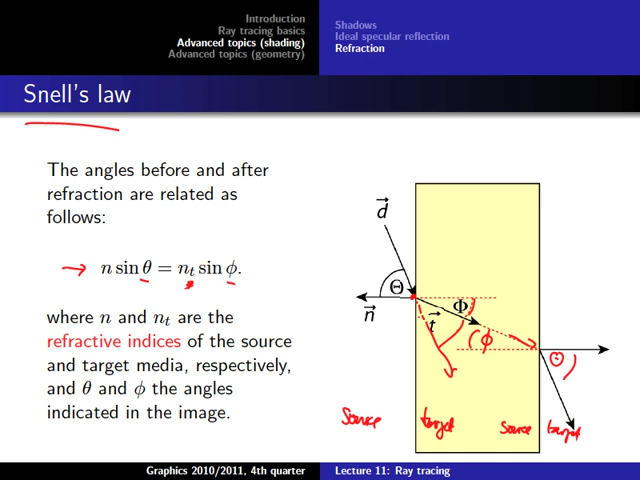 Introduction
Ray tracing basics
Advanced topics (shading)
Advanced topics (geometry)
Shadows
Ideal specular reflection
Refraction
Snell's law
The angles before and after
refraction are related as
follows:
→ n sin θ = nₜ sin ϕ.
where n and nₜ are the
refractive indices of the source
and target media, respectively,
and θ and ϕ the angles
indicated in the image.
d⃗
Θ
n⃗
Φ
t⃗
ϕ
Θ
Source target source target
Graphics 2010/2011, 4th quarter Lecture 11: Ray tracing